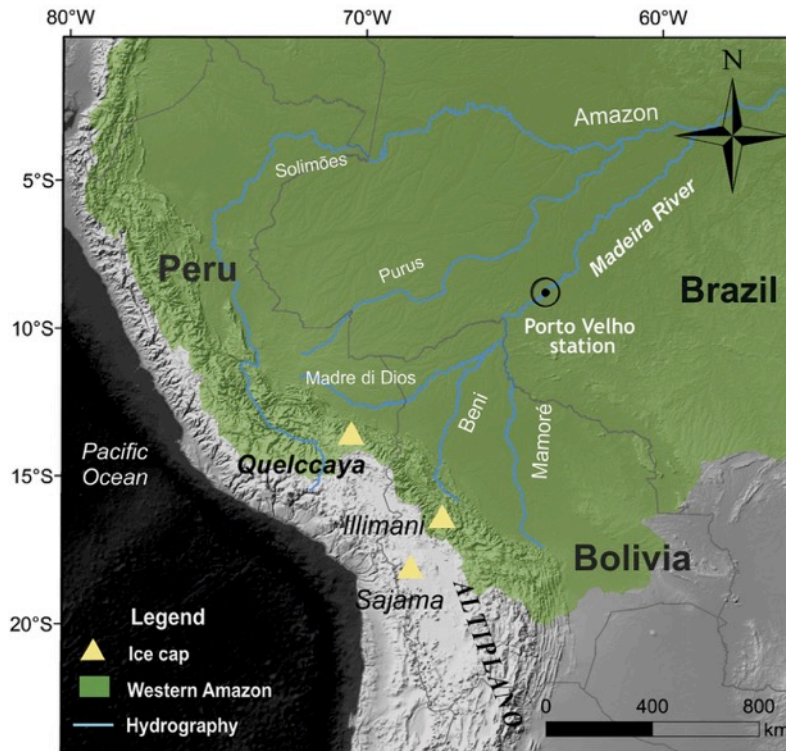 80°W
70°W
60°W
N
Amazon
Solimões
5°S
Madeira River
Peru
Purus
Brazil
10°S
Porto Velho
station
Madre di Dios
Beni
Mamoré
Pacific
Ocean
Quelccaya
15°S
Illimani
Bolivia
Sajama
ALTIPLANO
20°S
Legend
Ice cap
Western Amazon
Hydrography
0 400 800
km